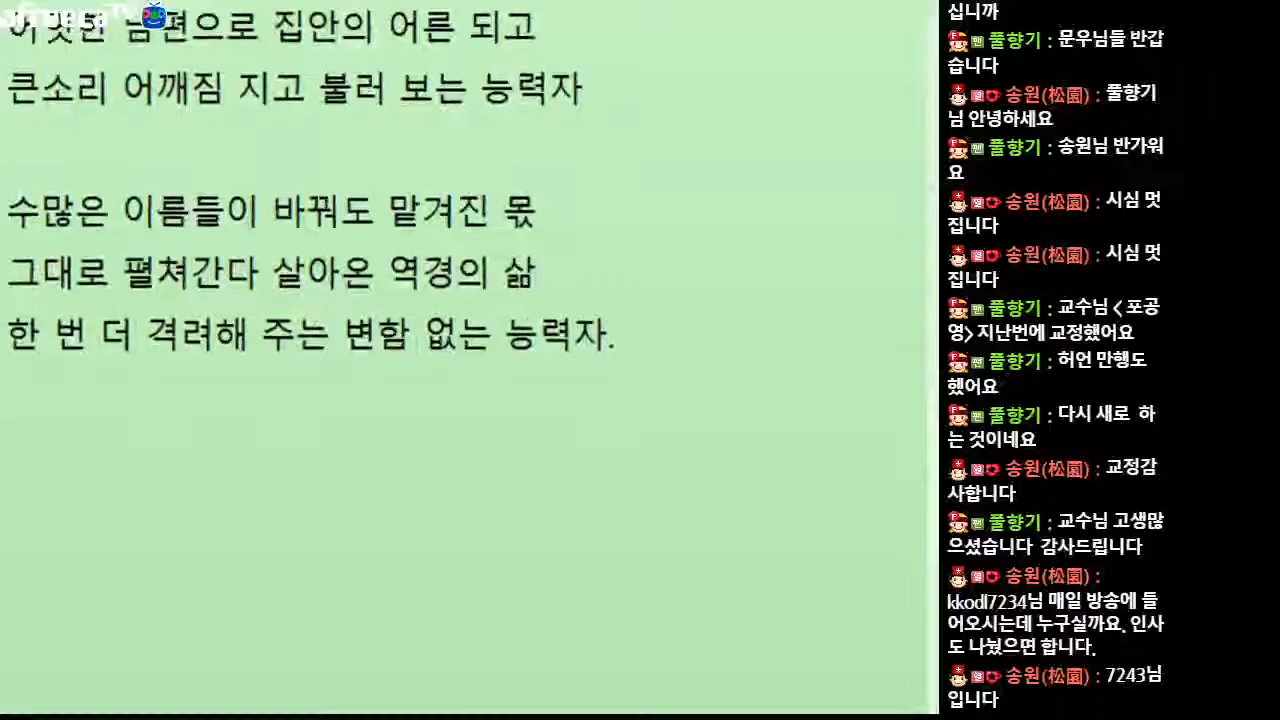 어엿한 남편으로 집안의 어른 되고
큰소리 어깨짐 지고 불러 보는 능력자
수많은 이름들이 바꿔도 맡겨진 몫
그대로 펼쳐간다 살아온 역경의 삶
한 번 더 격려해 주는 변함 없는 능력자.
십니까
풀향기 : 문우님들 반갑
습니다
송원(松園) : 풀향기
님 안녕하세요
풀향기 : 송원님 반가워
요
송원(松園) : 시심 멋
집니다
송원(松園) : 시심 멋
집니다
풀향기 : 교수님 < 포공
영> 지난번에 교정했어요
풀향기 : 허언 만행도
헀어요
풀향기 : 다시 새로 하
는 것이네요
송원(松園) : 교정감
사합니다
풀향기 : 교수님 고생많
으셨습니다 감사드립니다
송원(松園) :
kkodl7234님 매일 방송에 들
어오시는데 누구실까요. 인사
도 나눴으면 합니다.
송원(松園) : 7243님
입니다